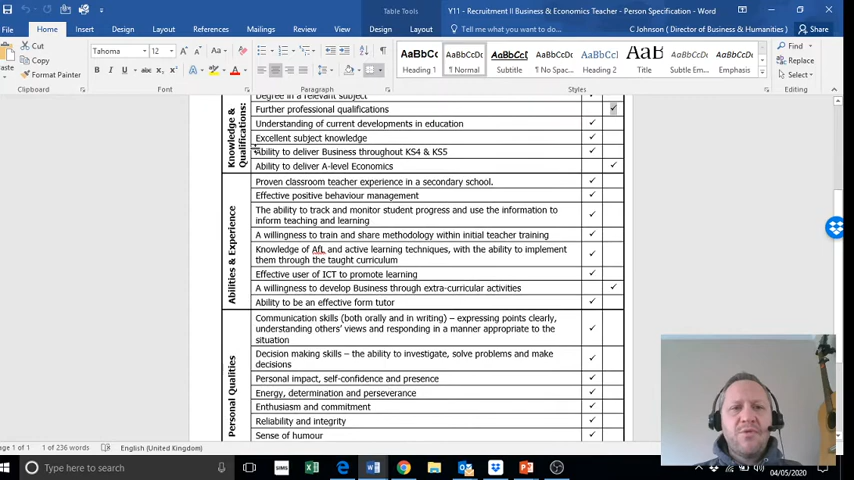 Table Tools
Y11 - Recruitment II Business & Economics Teacher - Person Specification - Word
C Johnson ( Director of Business & Humanities )
File
Home
Insert
Design
Layout
References
Mailings
Review
View
Design
Layout
Tell me what you want to do...
Share
Cut
Copy
Format Painter
Clipboard
Tahoma
12
Font
Paragraph
AaBbCc
Heading 1
AaBbCc
¶ Normal
AaBbCcI
Subtitle
AaBbCc
¶ No Spac...
AaBbCc
Heading 2
AaB
Title
AaBbCc
Subtle Em...
AaBbCc
Emphasis
Styles
Find
Replace
Select
Editing
Knowledge &
Qualifications:
Degree in a relevant subject
Further professional qualifications
Understanding of current developments in education
Excellent subject knowledge
Ability to deliver Business throughout KS4 & KS5
Ability to deliver A-level Economics
Abilities & Experience
Proven classroom teacher experience in a secondary school.
Effective positive behaviour management
The ability to track and monitor student progress and use the information to
inform teaching and learning
A willingness to train and share methodology within initial teacher training
Knowledge of AfL and active learning techniques, with the ability to implement
them through the taught curriculum
Effective user of ICT to promote learning
A willingness to develop Business through extra-curricular activities
Ability to be an effective form tutor
Personal Qualities
Communication skills (both orally and in writing) – expressing points clearly,
understanding others' views and responding in a manner appropriate to the
situation
Decision making skills – the ability to investigate, solve problems and make
decisions
Personal impact, self-confidence and presence
Energy, determination and perseverance
Enthusiasm and commitment
Reliability and integrity
Sense of humour
Page 1 of 1
1 of 236 words
English (United Kingdom)
Type here to search
SIMS
04/05/2020